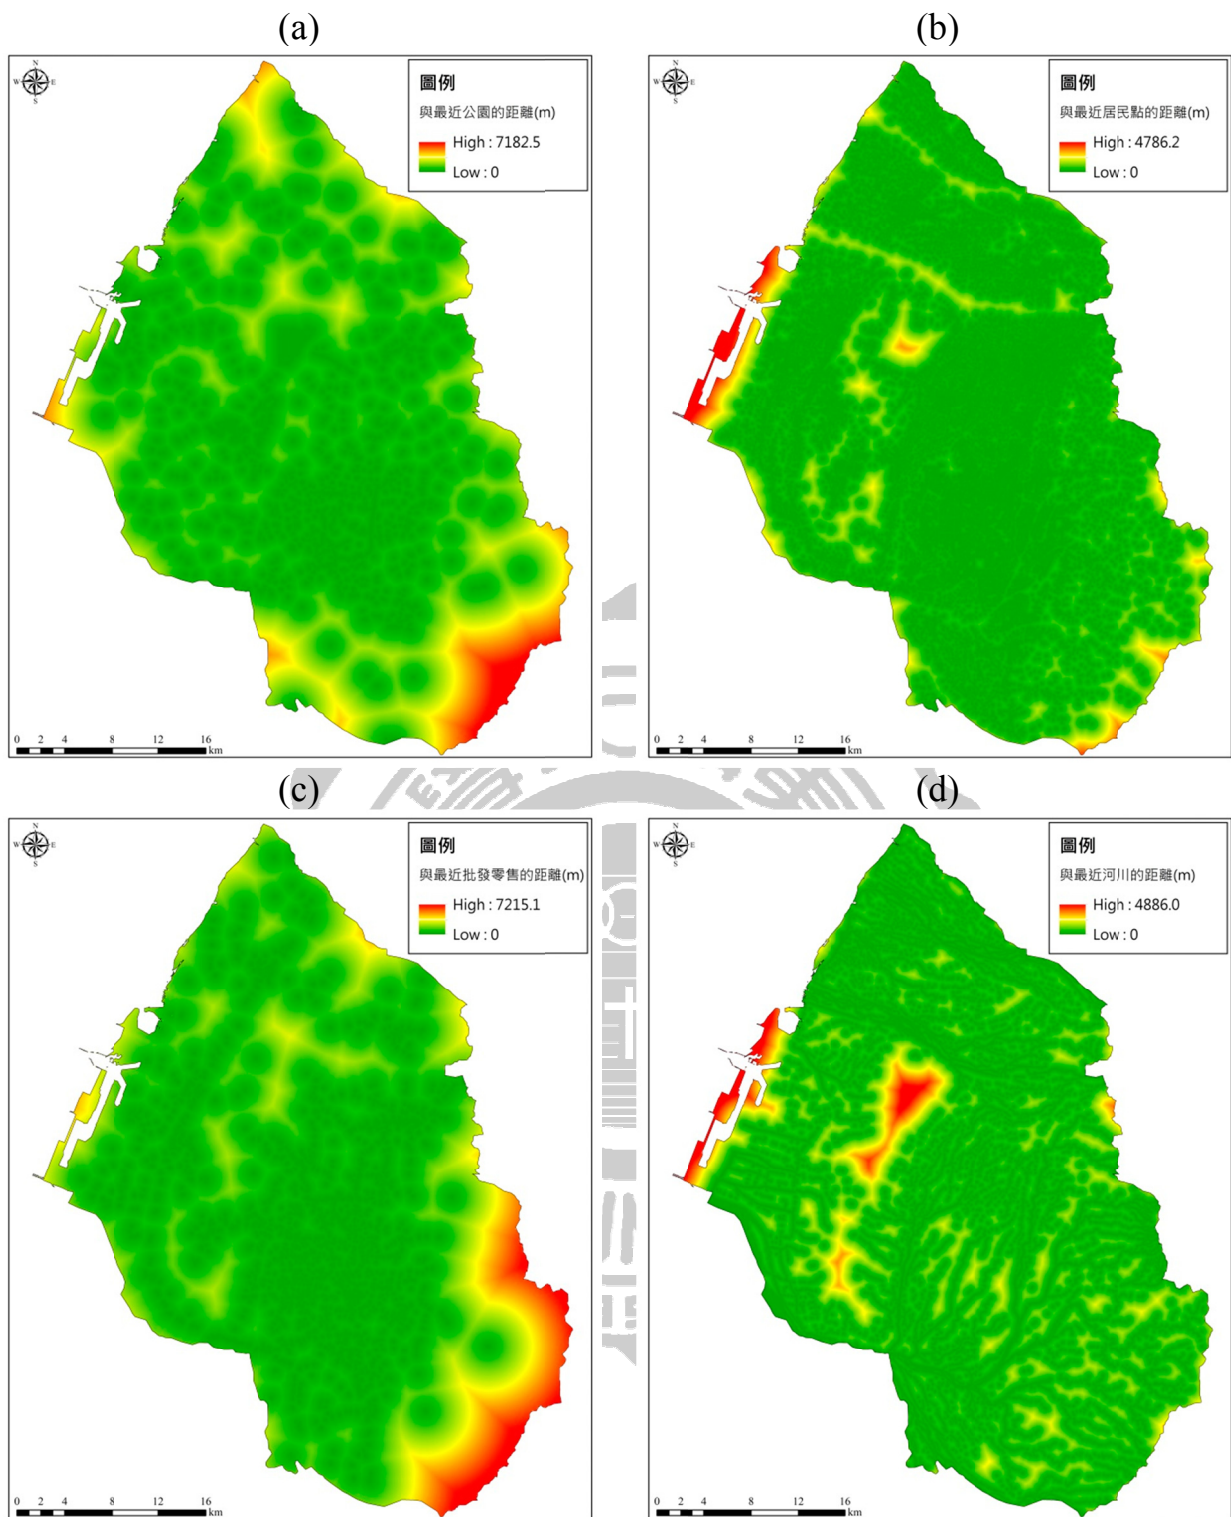 (a)
N
W E
S
圖例
與最近公園的距離(m)
High : 7182.5
Low : 0
0 2 4 8 12 16
km
(b)
N
W E
S
圖例
與最近居民點的距離(m)
High : 4786.2
Low : 0
0 2 4 8 12 16
km
(c)
N
W E
S
圖例
與最近批發零售的距離(m)
High : 7215.1
Low : 0
0 2 4 8 12 16
km
(d)
N
W E
S
圖例
與最近河川的距離(m)
High : 4886.0
Low : 0
0 2 4 8 12 16
km